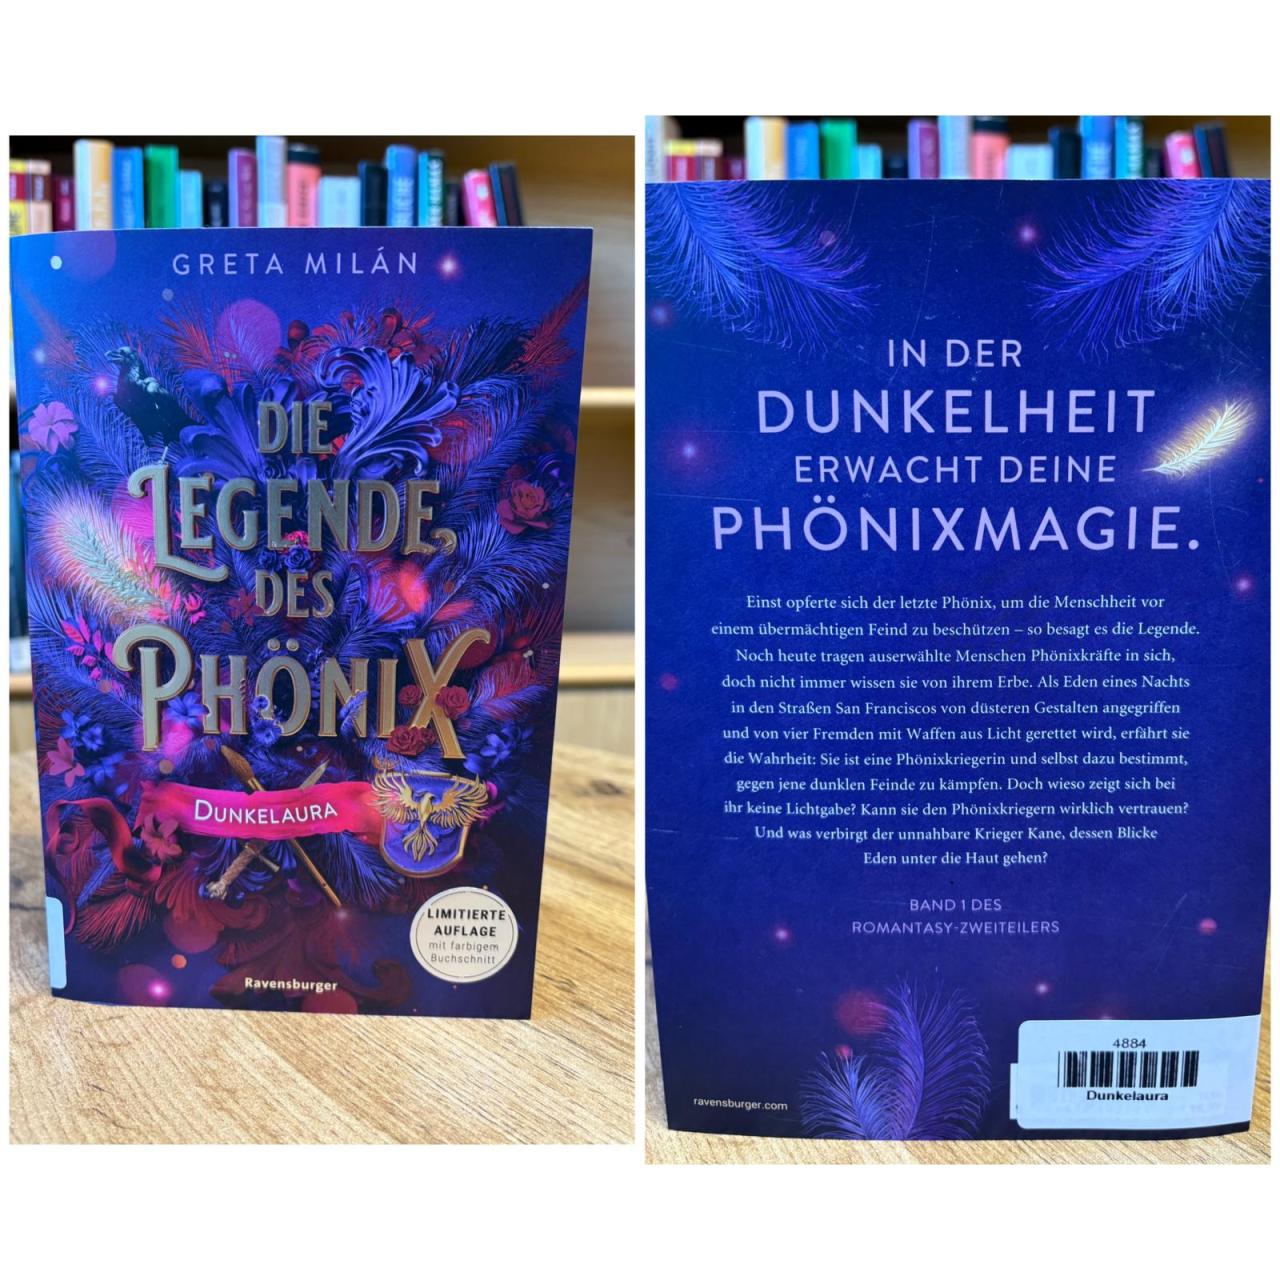 GRETA MILÁN
DIE
LEGENDE
DES
PHÖNIX
DUNKELAURA
LIMITIERTE
AUFLAGE
mit farbigem
Buchschnitt
Ravensburger
IN DER
DUNKELHEIT
ERWACHT DEINE
PHÖNIXMAGIE.
Einst opferte sich der letzte Phönix, um die Menschheit vor
einem übermächtigen Feind zu beschützen – so besagt es die Legende.
Noch heute tragen auserwählte Menschen Phönixkräfte in sich,
doch nicht immer wissen sie von ihrem Erbe. Als Eden eines Nachts
in den Straßen San Franciscos von düsteren Gestalten angegriffen
und von vier Fremden mit Waffen aus Licht gerettet wird, erfährt sie
die Wahrheit: Sie ist eine Phönixkriegerin und selbst dazu bestimmt,
gegen jene dunklen Feinde zu kämpfen. Doch wieso zeigt sich bei
ihr keine Lichtgabe? Kann sie den Phönixkriegern wirklich vertrauen?
Und was verbirgt der unnahbare Krieger Kane, dessen Blicke
Eden unter die Haut gehen?
BAND 1 DES
ROMANTASY-ZWEITEILERS
4884
Dunkelaura
ravensburger.com